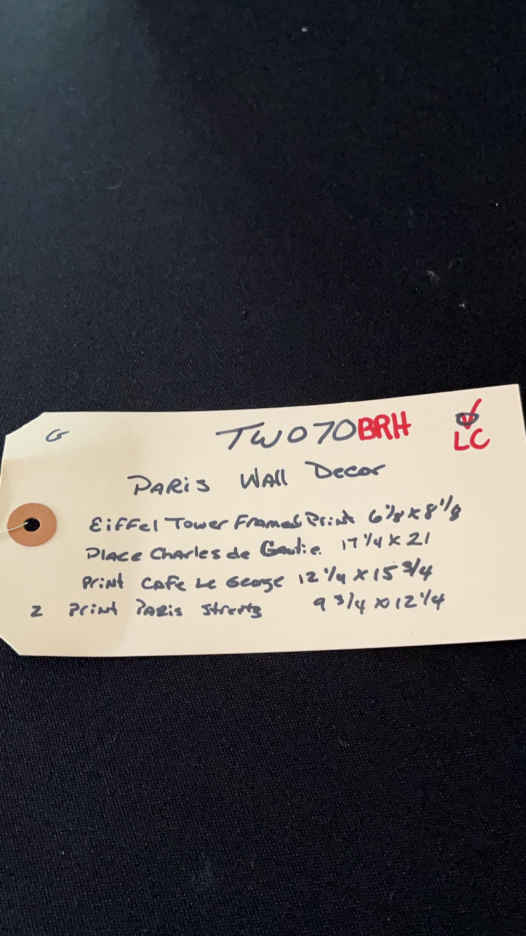 G TW070BRH
LC
PARIS WALL DECOR
EIFFEL TOWER FRAMED PRINT 6 1/8 x 8 1/8
PLACE CHARLES de Gaulie 17 1/4 x 21
PRINT CAFE LE George 12 1/4 x 15 3/4
2 PRINT PARIS STREETS 9 3/4 x 12 1/4